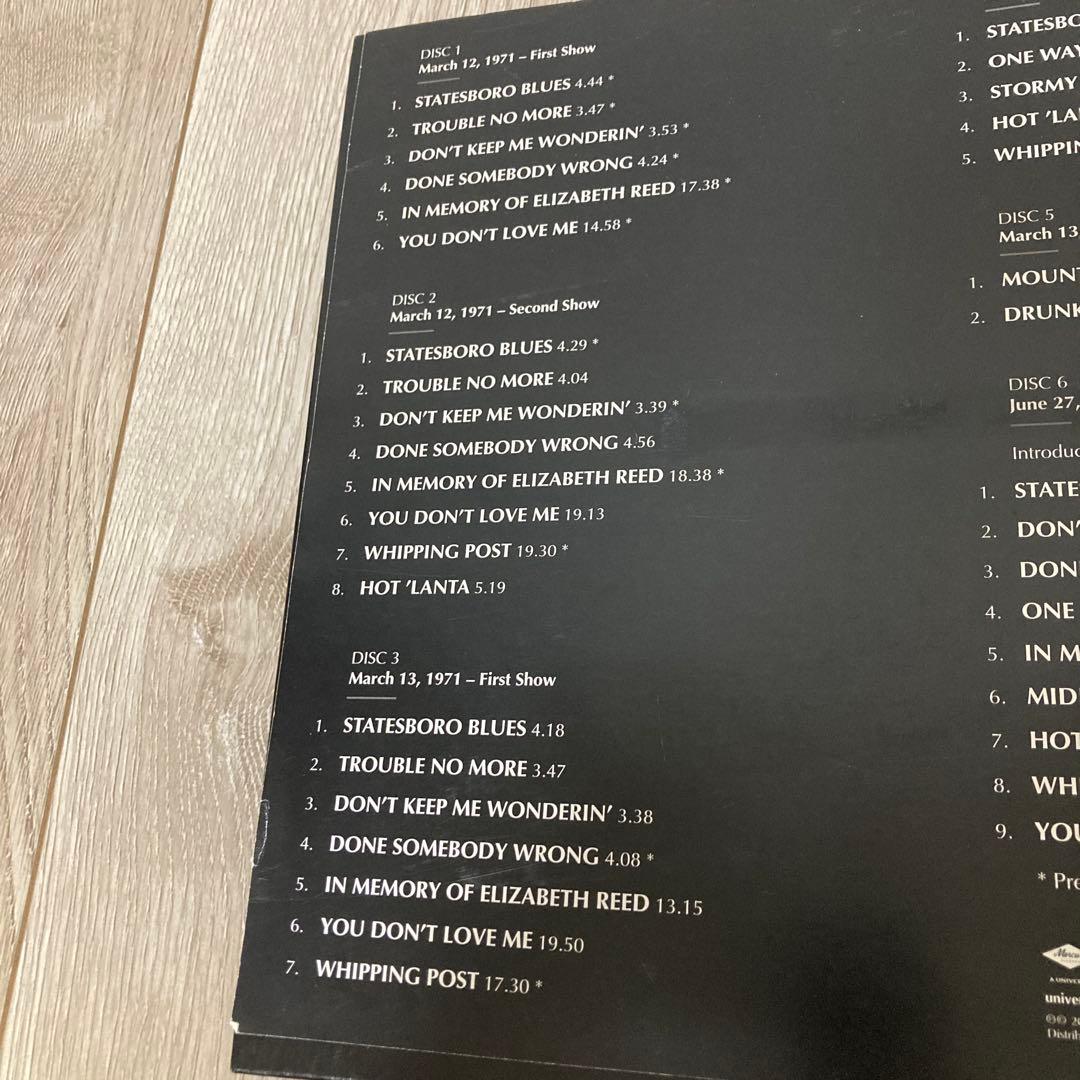 DISC 1
March 12, 1971 – First Show
1. STATESBORO BLUES 4.44 *
2. TROUBLE NO MORE 3.47 *
3. DON'T KEEP ME WONDERIN' 3.53 *
4. DONE SOMEBODY WRONG 4.24 *
5. IN MEMORY OF ELIZABETH REED 17.38 *
6. YOU DON'T LOVE ME 14.58 *
DISC 2
March 12, 1971 – Second Show
1. STATESBORO BLUES 4.29 *
2. TROUBLE NO MORE 4.04
3. DON'T KEEP ME WONDERIN' 3.39 *
4. DONE SOMEBODY WRONG 4.56
5. IN MEMORY OF ELIZABETH REED 18.38 *
6. YOU DON'T LOVE ME 19.13
7. WHIPPING POST 19.30 *
8. HOT 'LANTA 5.19
DISC 3
March 13, 1971 – First Show
1. STATESBORO BLUES 4.18
2. TROUBLE NO MORE 3.47
3. DON'T KEEP ME WONDERIN' 3.38
4. DONE SOMEBODY WRONG 4.08 *
5. IN MEMORY OF ELIZABETH REED 13.15
6. YOU DON'T LOVE ME 19.50
7. WHIPPING POST 17.30 *
1. STATESBO
2. ONE WAY
3. STORMY
4. HOT 'LA
5. WHIPPIN
DISC 5
March 13,
1. MOUNT
2. DRUNK
DISC 6
June 27,
Introduc
1. STATE
2. DON'
3. DON
4. ONE
5. IN M
6. MID
7. HOT
8. WH
9. YOU
* Pre
Mercu
A UNIVER
unive
℗© 20
Distrib